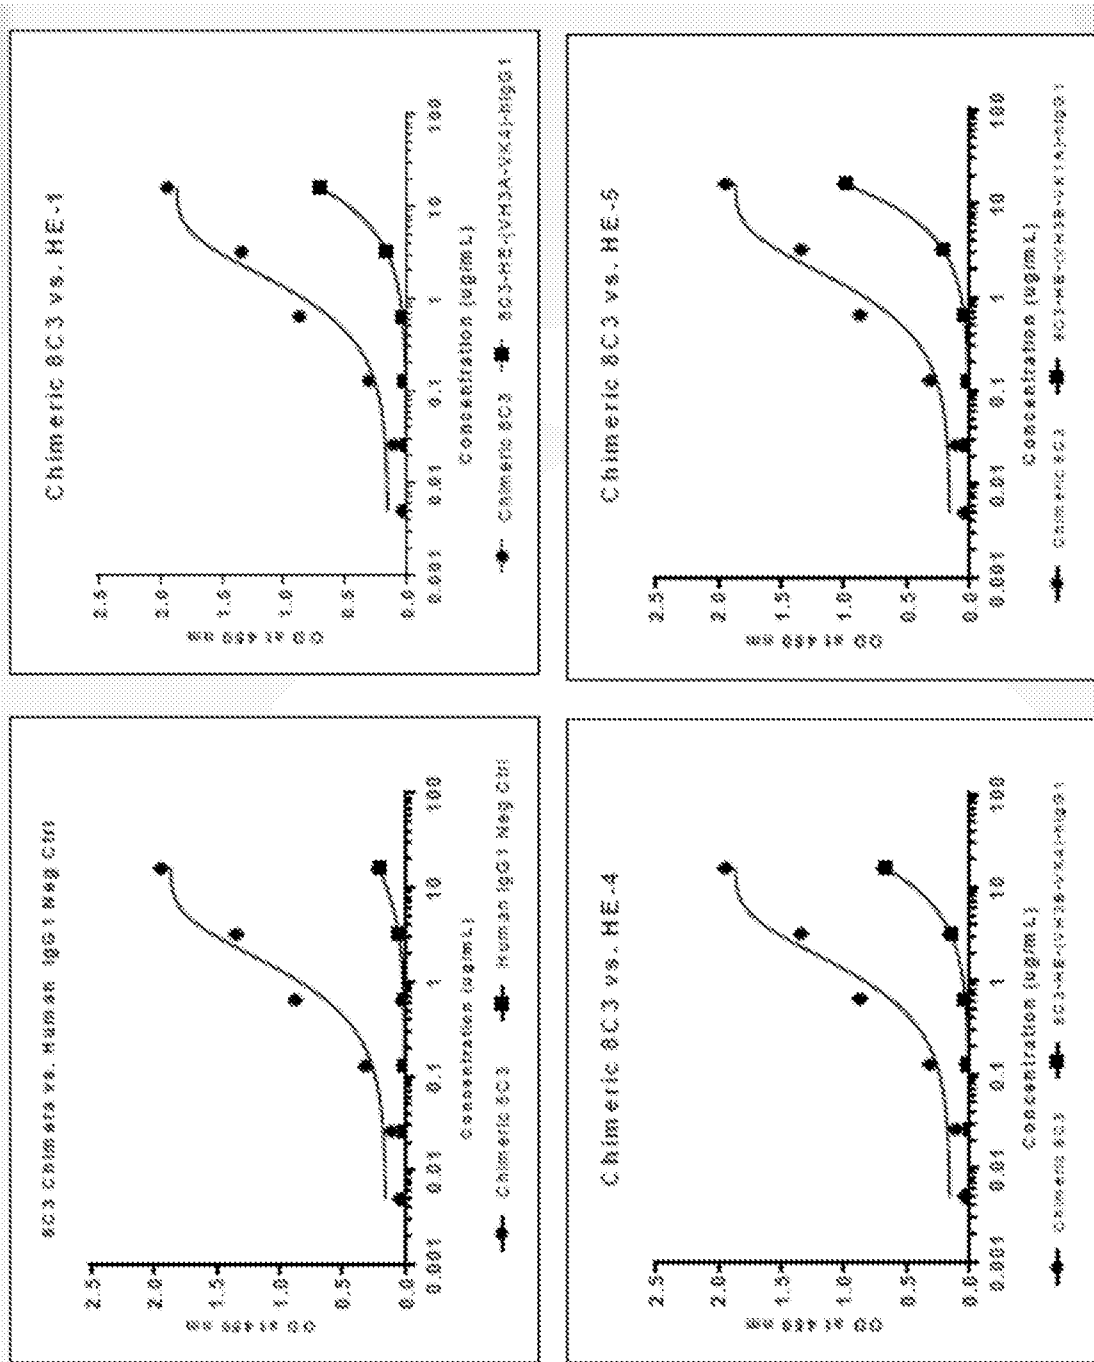 8C3 Chimera vs. Human IgG1 Neg Ctrl
2.5
2.0
1.5
1.0
0.5
0.0
OD at 450 nm
0.001
0.01
0.1
1
10
100
Concentration (ug/mL)
Chimeric 8C3
Human IgG1 Neg Ctrl
Chimeric 8C3 vs. HE-1
2.5
2.0
1.5
1.0
0.5
0.0
OD at 450 nm
0.001
0.01
0.1
1
10
100
Concentration (ug/mL)
Chimeric 8C3
8C3-HE-(VH3A-VK4)-hIgG1
Chimeric 8C3 vs. HE-4
2.5
2.0
1.5
1.0
0.5
0.0
OD at 450 nm
0.001
0.01
0.1
1
10
100
Concentration (ug/mL)
Chimeric 8C3
Chimeric 8C3 vs.
2.5
2.0
1.5
1.0
0.5
0.0
OD at 450 nm
0.001
0.01
0.1
1
10
100
Concentration (ug/mL)
Chimeric 8C3